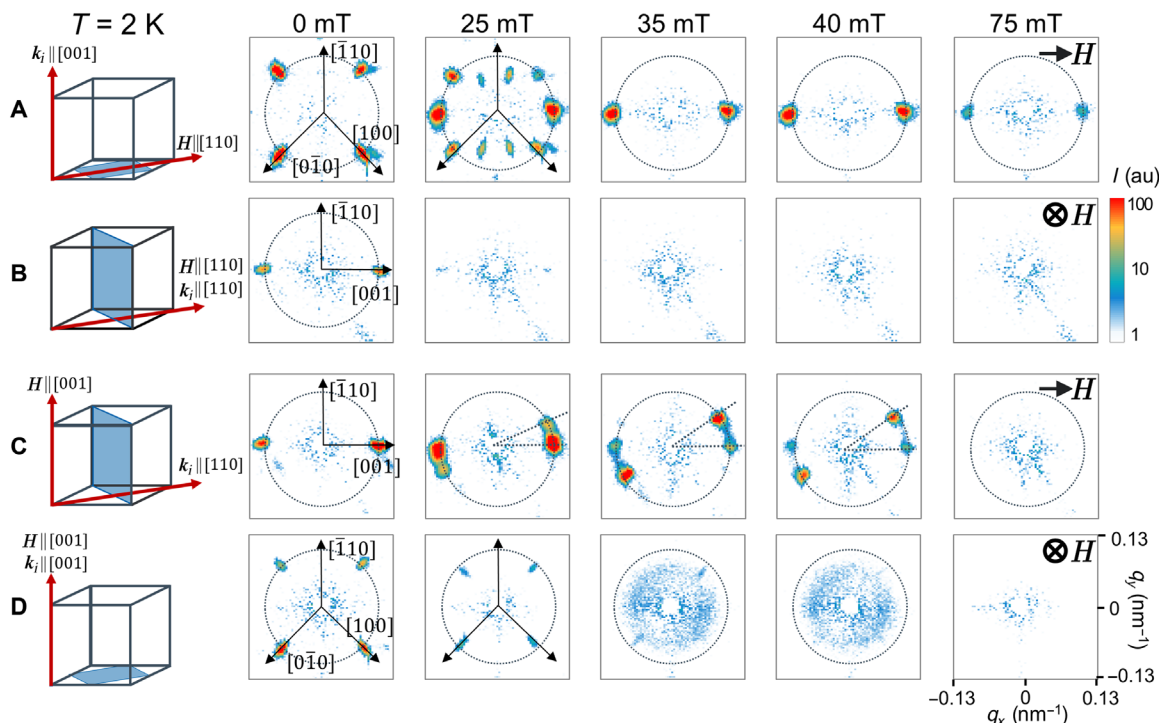 T = 2 K 0 mT 25 mT 35 mT 40 mT 75 mT
A
k_i||[001]
H||[110]
[1̄10]
[100]
[01̄0]
H
I (au)
100
10
1
B
H||[110]
k_i||[110]
[1̄10]
[001]
H
C
H||[001]
k_i||[110]
[1̄10]
[001]
H
D
H||[001]
k_i||[001]
[1̄10]
[100]
[01̄0]
H
0.13
0
−0.13
q_y (nm⁻¹)
−0.13 0 0.13
q_x (nm⁻¹)